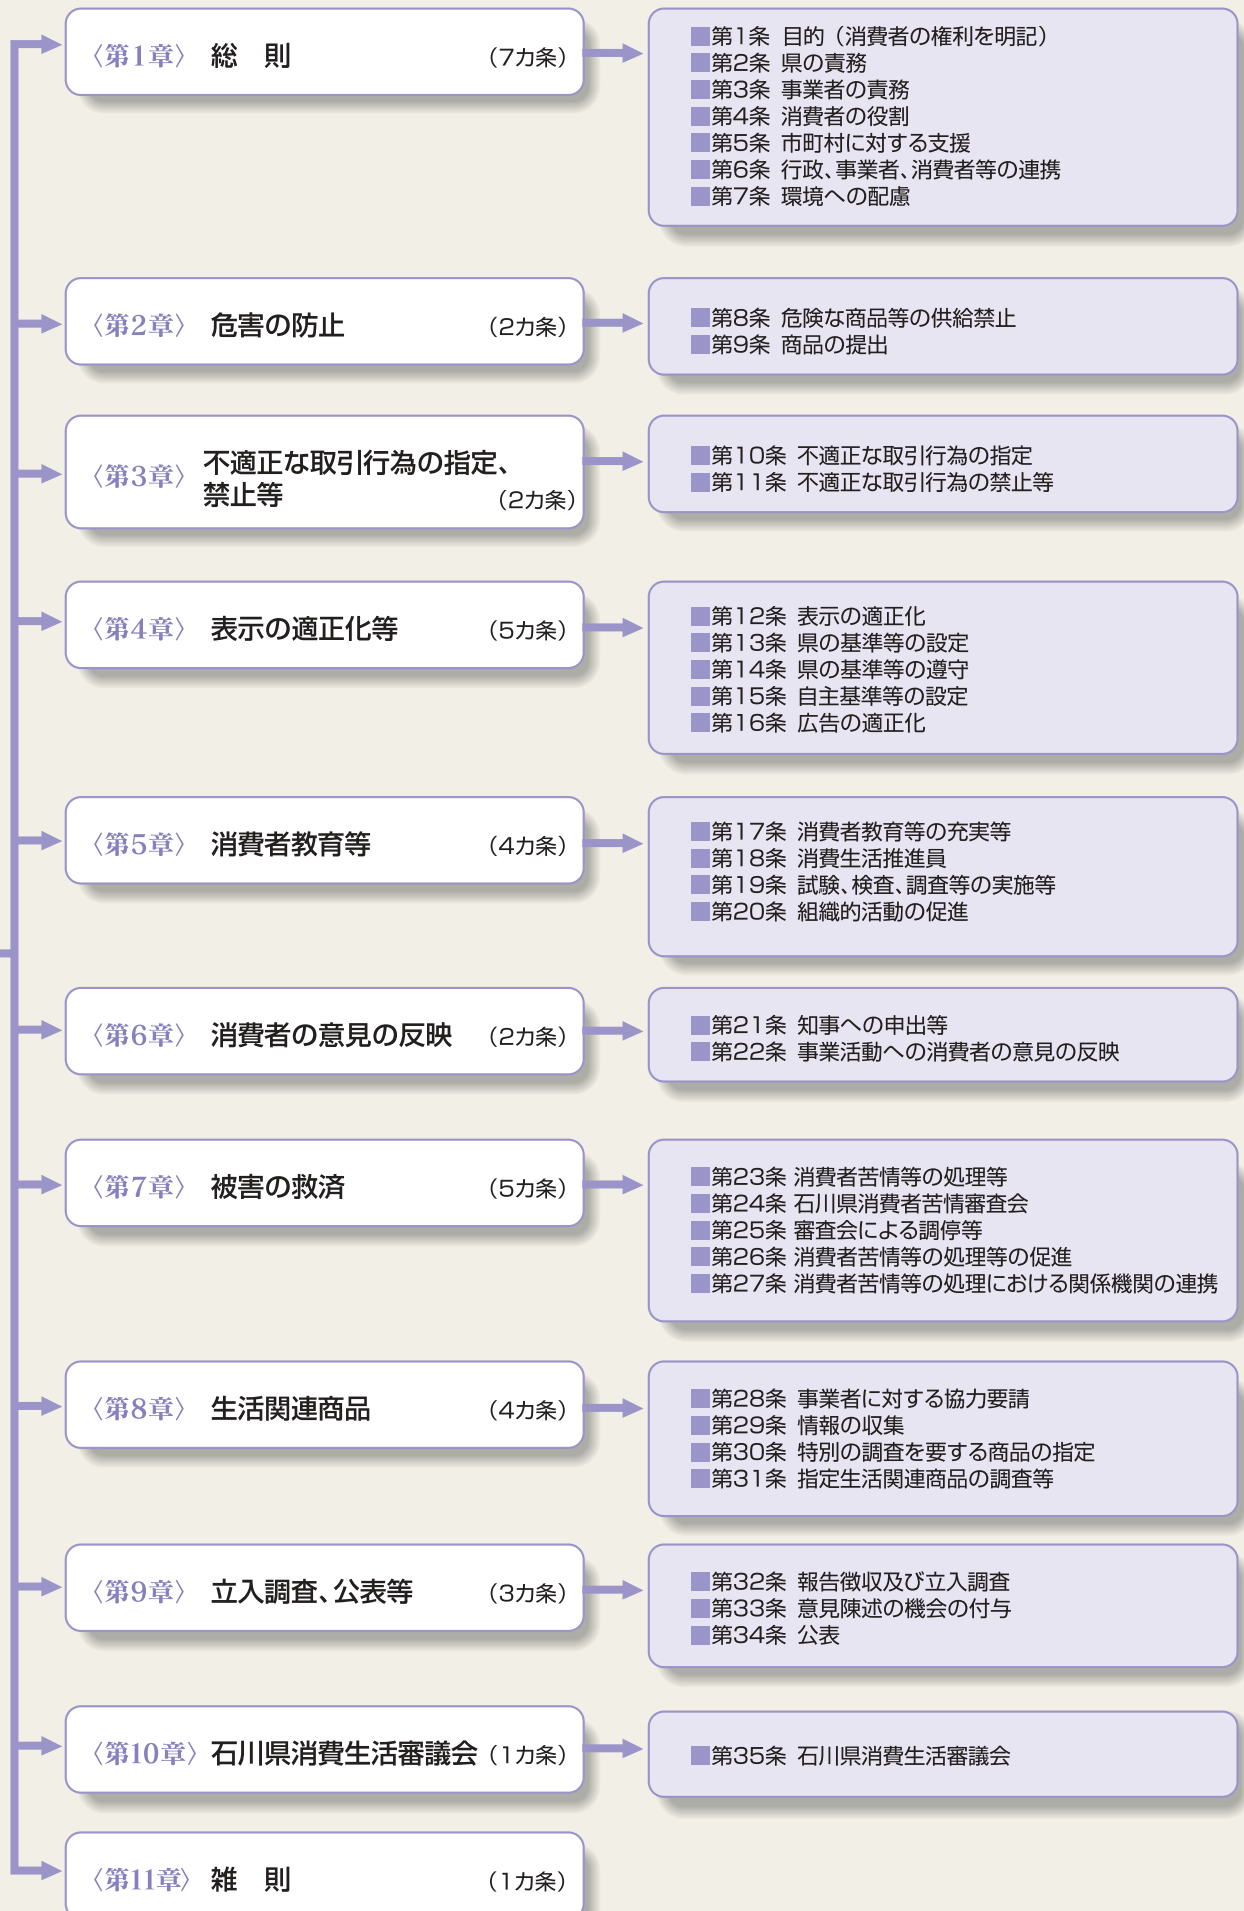 〈第1章〉 総　則 （7カ条）
■第1条 目的（消費者の権利を明記）
■第2条 県の責務
■第3条 事業者の責務
■第4条 消費者の役割
■第5条 市町村に対する支援
■第6条 行政、事業者、消費者等の連携
■第7条 環境への配慮
〈第2章〉 危害の防止 （2カ条）
■第8条 危険な商品等の供給禁止
■第9条 商品の提出
〈第3章〉 不適正な取引行為の指定、
禁止等 （2カ条）
■第10条 不適正な取引行為の指定
■第11条 不適正な取引行為の禁止等
〈第4章〉 表示の適正化等 （5カ条）
■第12条 表示の適正化
■第13条 県の基準等の設定
■第14条 県の基準等の遵守
■第15条 自主基準等の設定
■第16条 広告の適正化
〈第5章〉 消費者教育等 （4カ条）
■第17条 消費者教育等の充実等
■第18条 消費生活推進員
■第19条 試験、検査、調査等の実施等
■第20条 組織的活動の促進
〈第6章〉 消費者の意見の反映 （2カ条）
■第21条 知事への申出等
■第22条 事業活動への消費者の意見の反映
〈第7章〉 被害の救済 （5カ条）
■第23条 消費者苦情等の処理等
■第24条 石川県消費者苦情審査会
■第25条 審査会による調停等
■第26条 消費者苦情等の処理等の促進
■第27条 消費者苦情等の処理における関係機関の連携
〈第8章〉 生活関連商品 （4カ条）
■第28条 事業者に対する協力要請
■第29条 情報の収集
■第30条 特別の調査を要する商品の指定
■第31条 指定生活関連商品の調査等
〈第9章〉 立入調査、公表等 （3カ条）
■第32条 報告徴収及び立入調査
■第33条 意見陳述の機会の付与
■第34条 公表
〈第10章〉 石川県消費生活審議会 （1カ条）
■第35条 石川県消費生活審議会
〈第11章〉 雑　則 （1カ条）